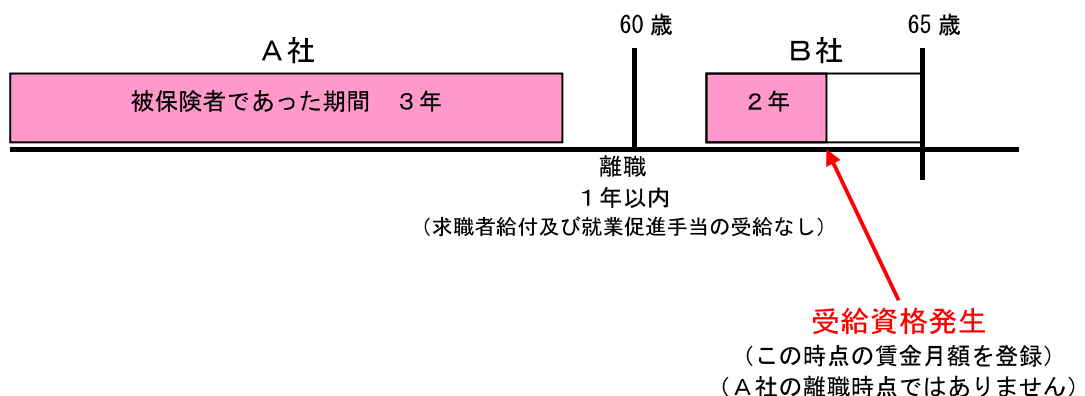 60 歳
65 歳
Ａ社
Ｂ社
被保険者であった期間　３年
２年
離職
１年以内
（求職者給付及び就業促進手当の受給なし）
受給資格発生
（この時点の賃金月額を登録）
（Ａ社の離職時点ではありません）